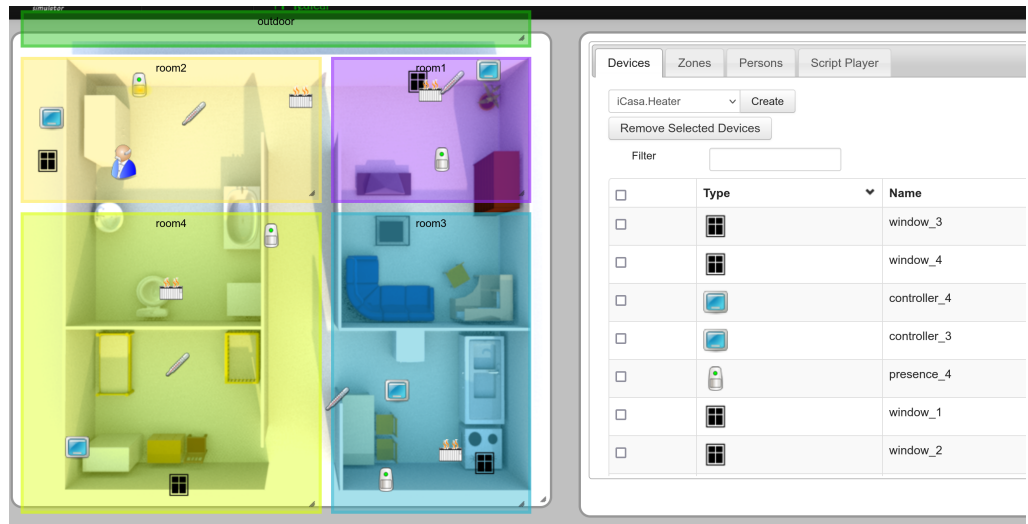 simulator
outdoor
room2
room1
room4
room3
Devices
Zones
Persons
Script Player
iCasa.Heater
Create
Remove Selected Devices
Filter
Type
Name
window_3
window_4
controller_4
controller_3
presence_4
window_1
window_2